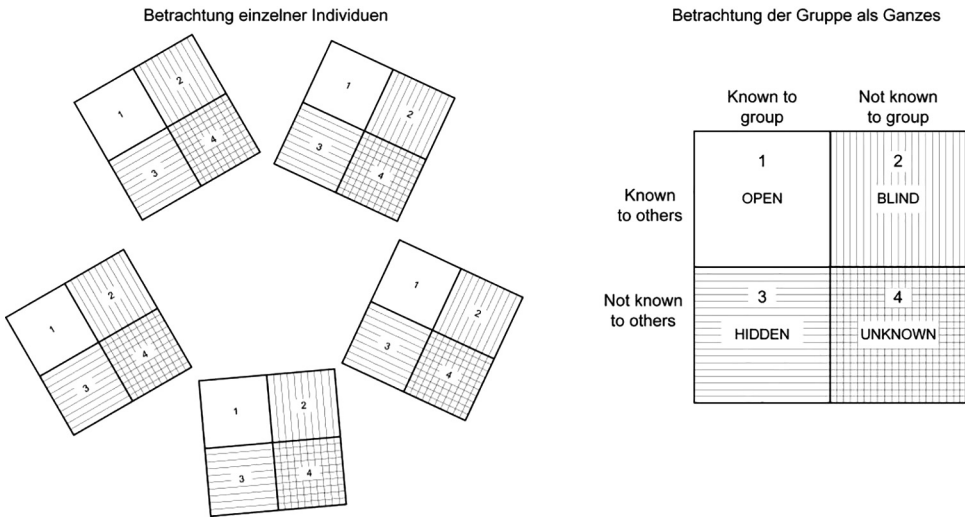 Betrachtung einzelner Individuen
1
2
3
4
1
2
3
4
1
2
3
4
1
2
3
4
1
2
3
4
Betrachtung der Gruppe als Ganzes
Known to
group
Not known
to group
Known
to others
1
OPEN
2
BLIND
Not known
to others
3
HIDDEN
4
UNKNOWN